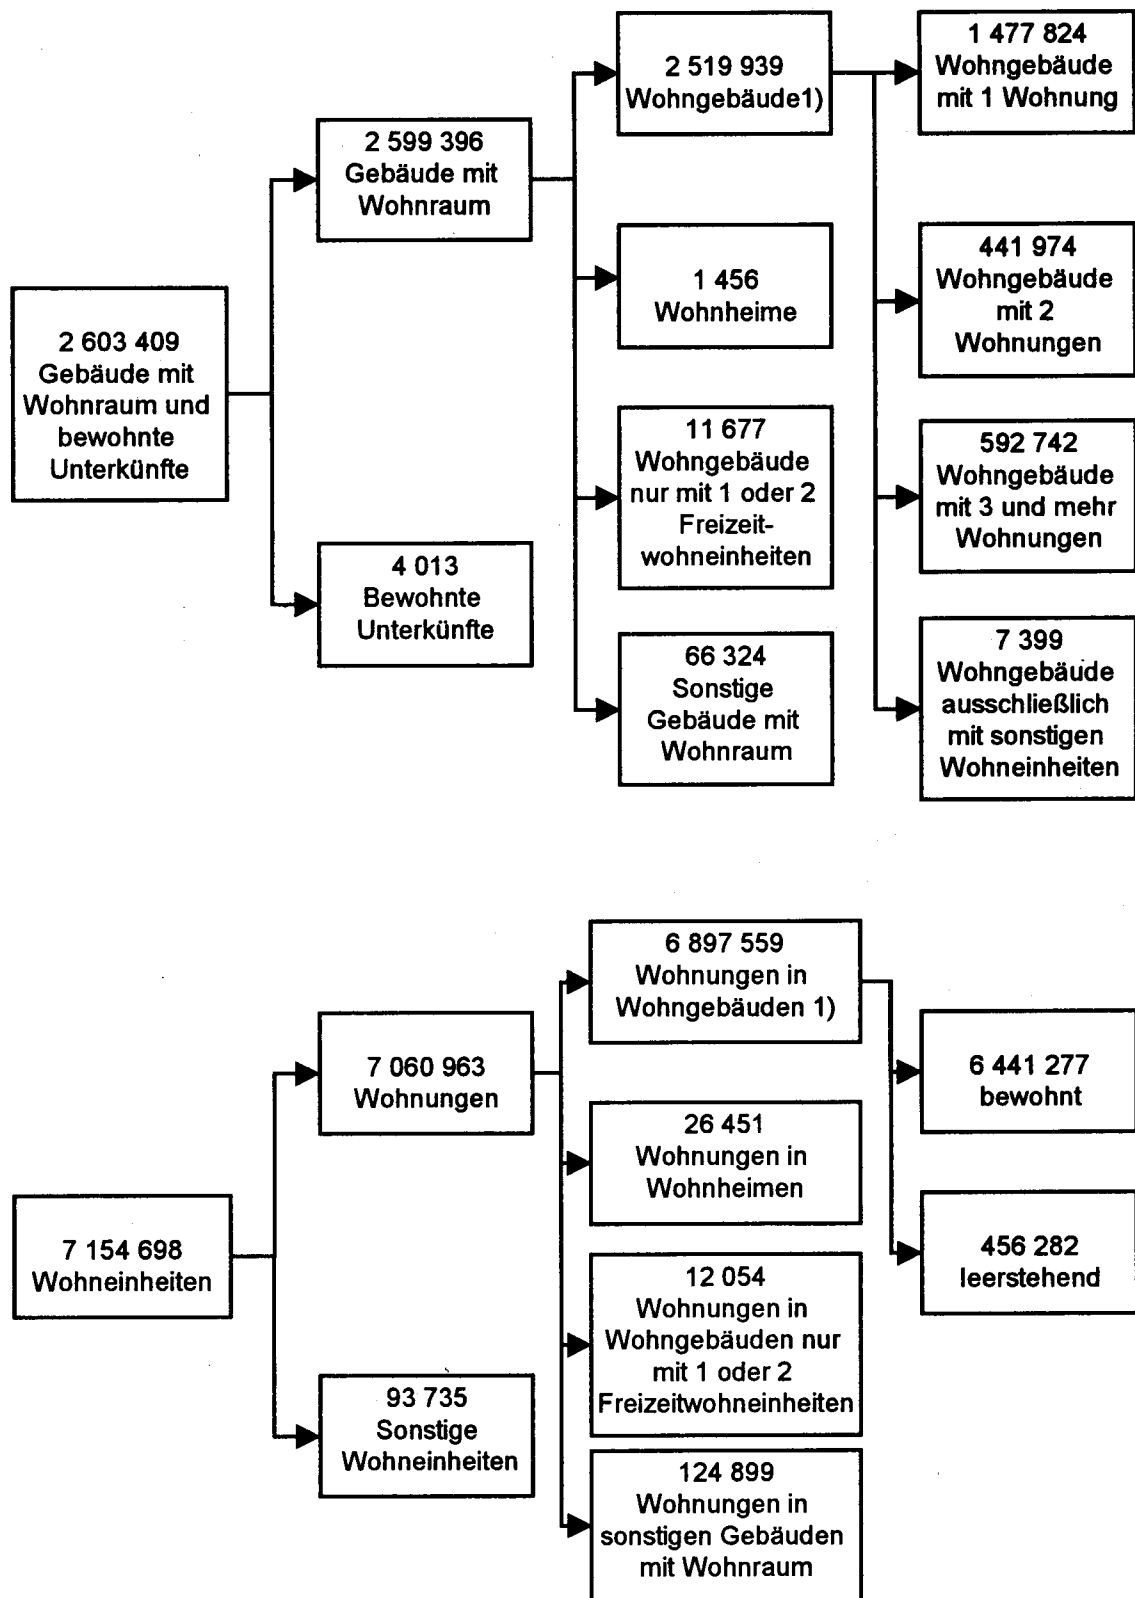 2 603 409
Gebäude mit
Wohnraum und
bewohnte
Unterkünfte
2 599 396
Gebäude mit
Wohnraum
4 013
Bewohnte
Unterkünfte
2 519 939
Wohngebäude1)
1 456
Wohnheime
11 677
Wohngebäude
nur mit 1 oder 2
Freizeit-
wohneinheiten
66 324
Sonstige
Gebäude mit
Wohnraum
1 477 824
Wohngebäude
mit 1 Wohnung
441 974
Wohngebäude
mit 2
Wohnungen
592 742
Wohngebäude
mit 3 und mehr
Wohnungen
7 399
Wohngebäude
ausschließlich
mit sonstigen
Wohneinheiten
7 154 698
Wohneinheiten
7 060 963
Wohnungen
93 735
Sonstige
Wohneinheiten
6 897 559
Wohnungen in
Wohngebäuden 1)
26 451
Wohnungen in
Wohnheimen
12 054
Wohnungen in
Wohngebäuden nur
mit 1 oder 2
Freizeitwohneinheiten
124 899
Wohnungen in
sonstigen Gebäuden
mit Wohnraum
6 441 277
bewohnt
456 282
leerstehend